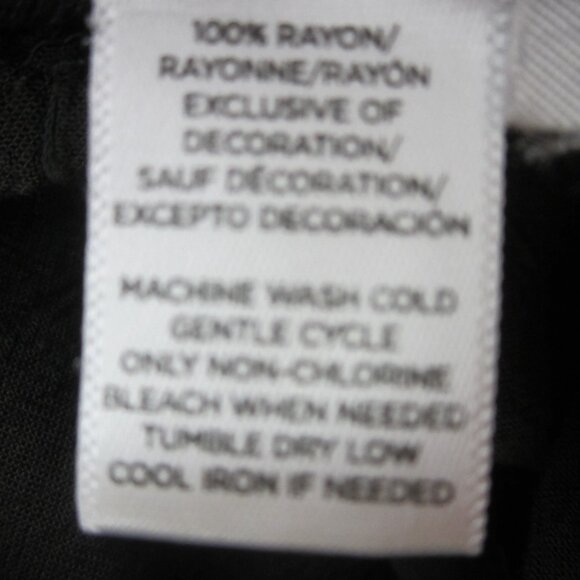 100% RAYON/
RAYONNE/RAYÓN
EXCLUSIVE OF
DECORATION/
SAUF DÉCORATION/
EXCEPTO DECORACIÓN
MACHINE WASH COLD
GENTLE CYCLE
ONLY NON-CHLORINE
BLEACH WHEN NEEDED
TUMBLE DRY LOW
COOL IRON IF NEEDED